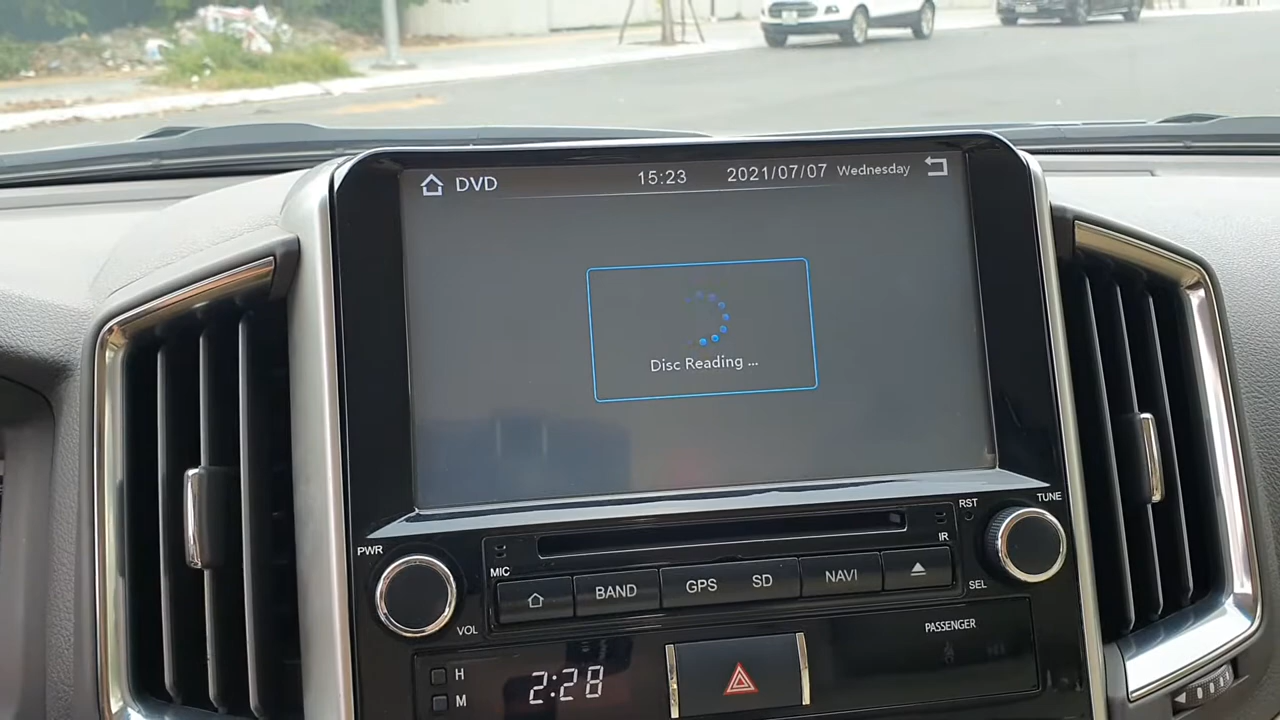 DVD 15:23 2021/07/07 Wednesday
Disc Reading ...
PWR
MIC
IR
RST
TUNE
BAND
GPS SD
NAVI
VOL
SEL
PASSENGER
H
M
2:28